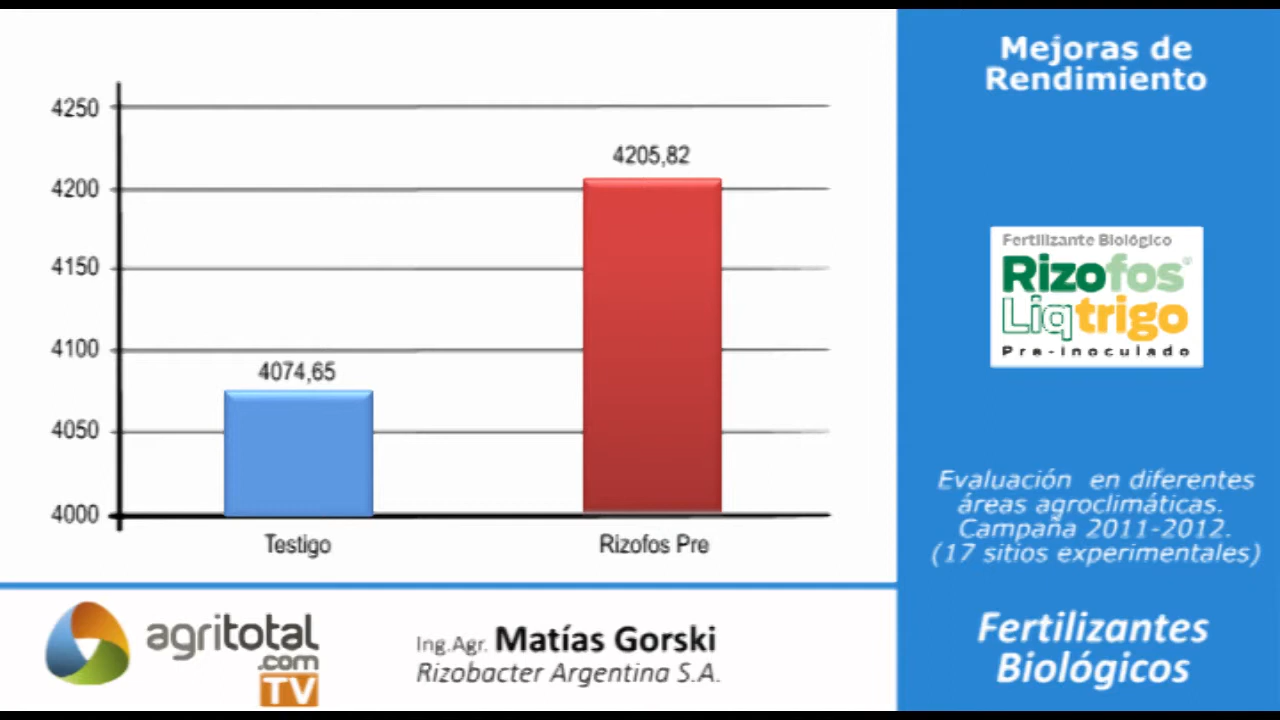 4250
4200
4150
4100
4050
4000
4074,65
4205,82
Testigo
Rizofos Pre
Mejoras de
Rendimiento
Fertilizante Biológico
Rizofos®
Liqtrigo
Pre-inoculado
Evaluación en diferentes
áreas agroclimáticas.
Campaña 2011-2012.
(17 sitios experimentales)
Fertilizantes
Biológicos
agritotal
.com
TV
Ing.Agr. Matías Gorski
Rizobacter Argentina S.A.